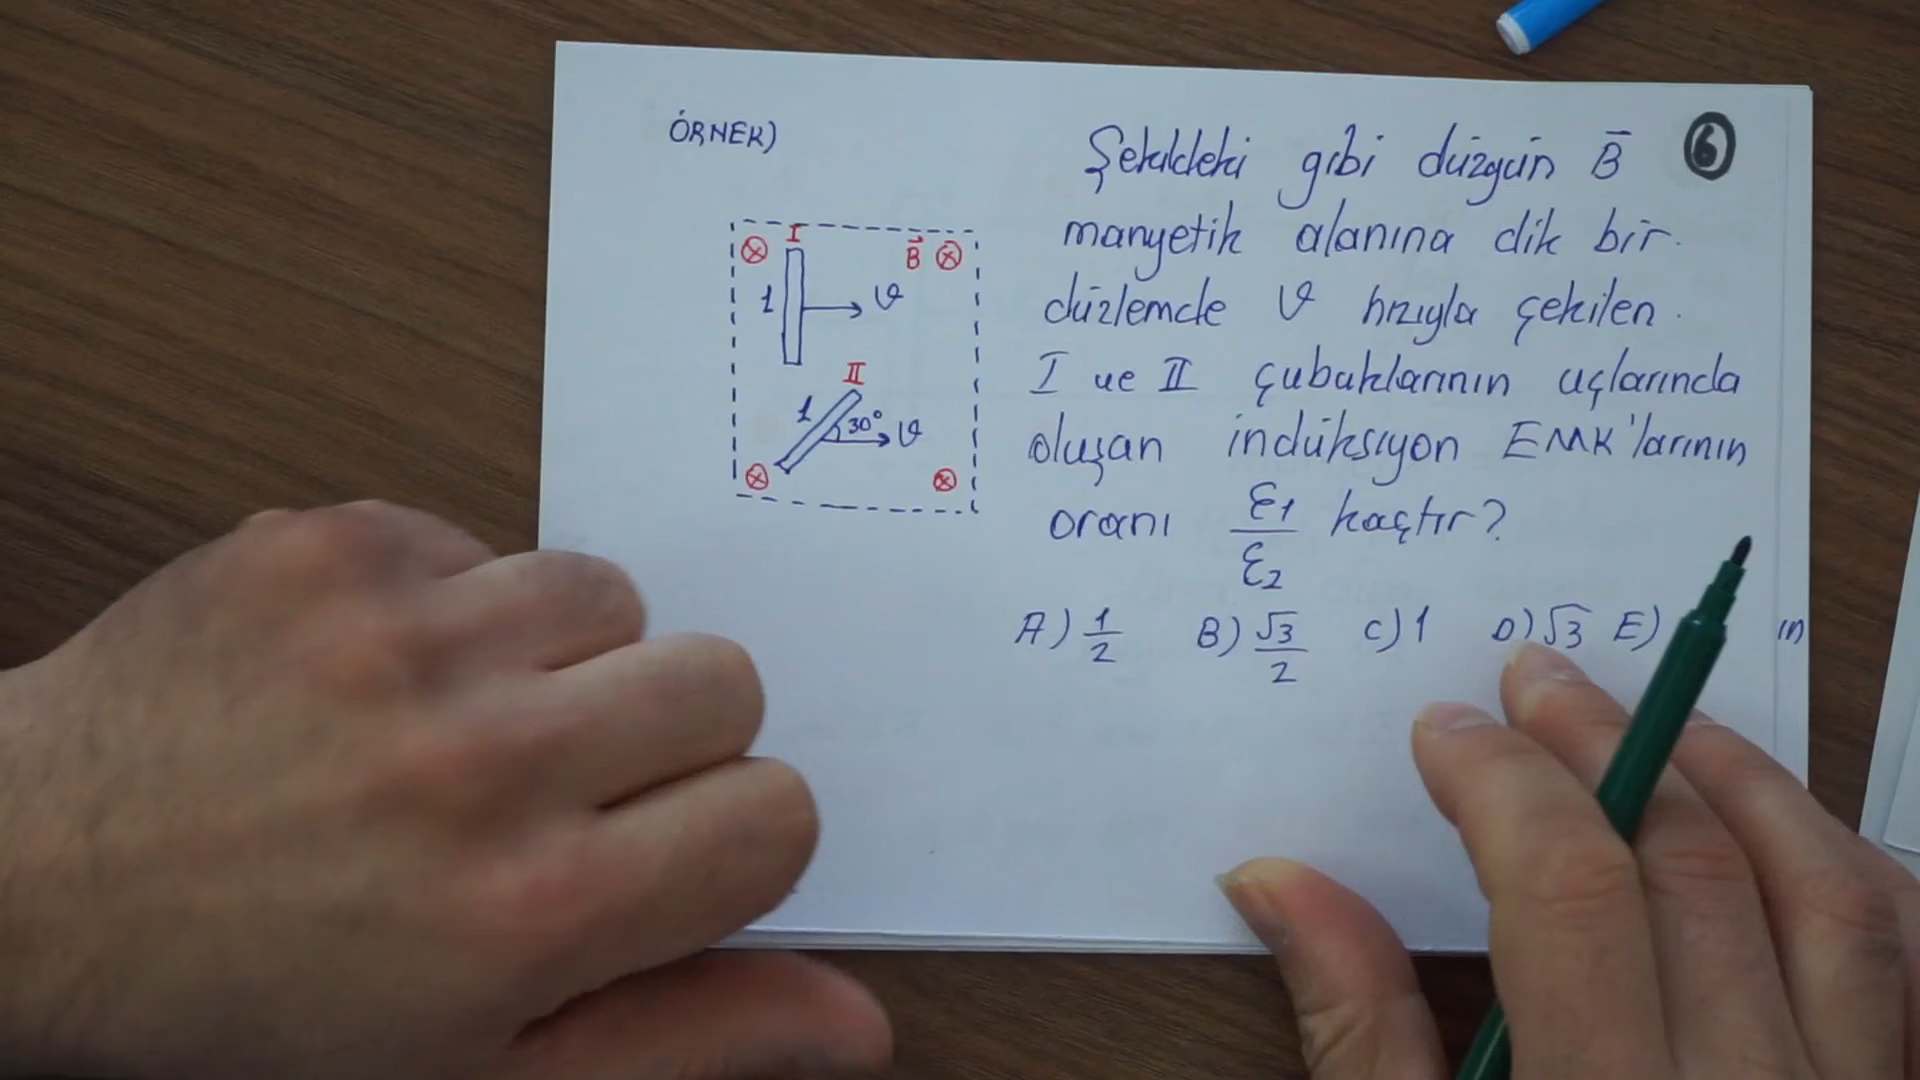 ÖRNEK)
6
Şekildeki gibi düzgün B
manyetik alanına dik bir
düzlemde V hızıyla çekilen
I ve II çubuklarının uçlarında
oluşan indüksiyon EMK'larının
oranı ε1/ε2 kaçtır?
A) 1/2 B) √3/2 C) 1 D) √3 E)
I
B
l
V
II
l
30°
V